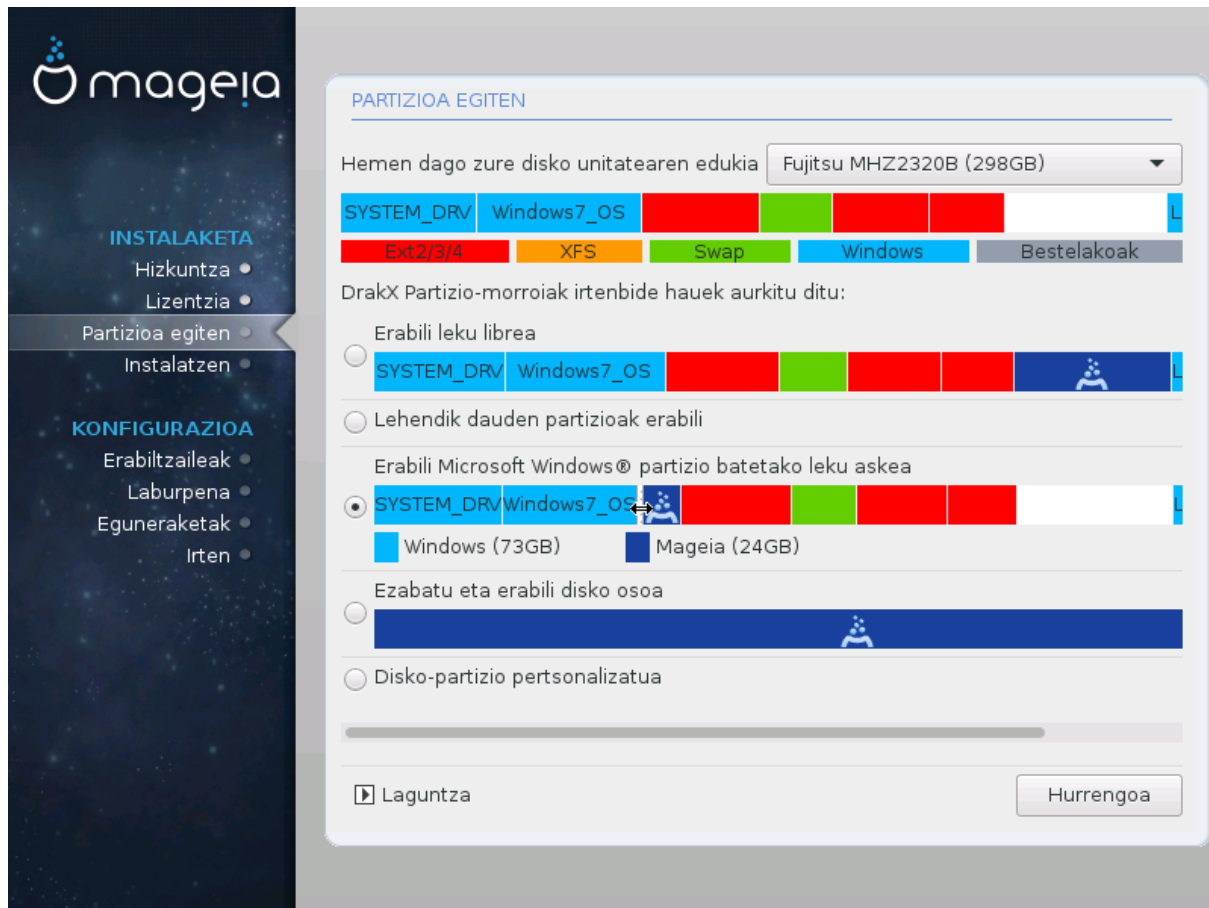 mageia
INSTALAKETA
Hizkuntza
Lizentzia
Partizioa egiten
Instalatzen
KONFIGURAZIOA
Erabiltzaileak
Laburpena
Eguneraketak
Irten
PARTIZIOA EGITEN
Hemen dago zure disko unitatearen edukia Fujitsu MHZ2320B (298GB)
SYSTEM_DRV Windows7_OS L
Ext2/3/4 XFS Swap Windows Bestelakoak
DrakX Partizio-morroiak irtenbide hauek aurkitu ditu:
Erabili leku librea
SYSTEM_DRV Windows7_OS L
Lehendik dauden partizioak erabili
Erabili Microsoft Windows® partizio batetako leku askea
SYSTEM_DRV Windows7_OS L
Windows (73GB) Mageia (24GB)
Ezabatu eta erabili disko osoa
Disko-partizio pertsonalizatua
Laguntza Hurrengoa